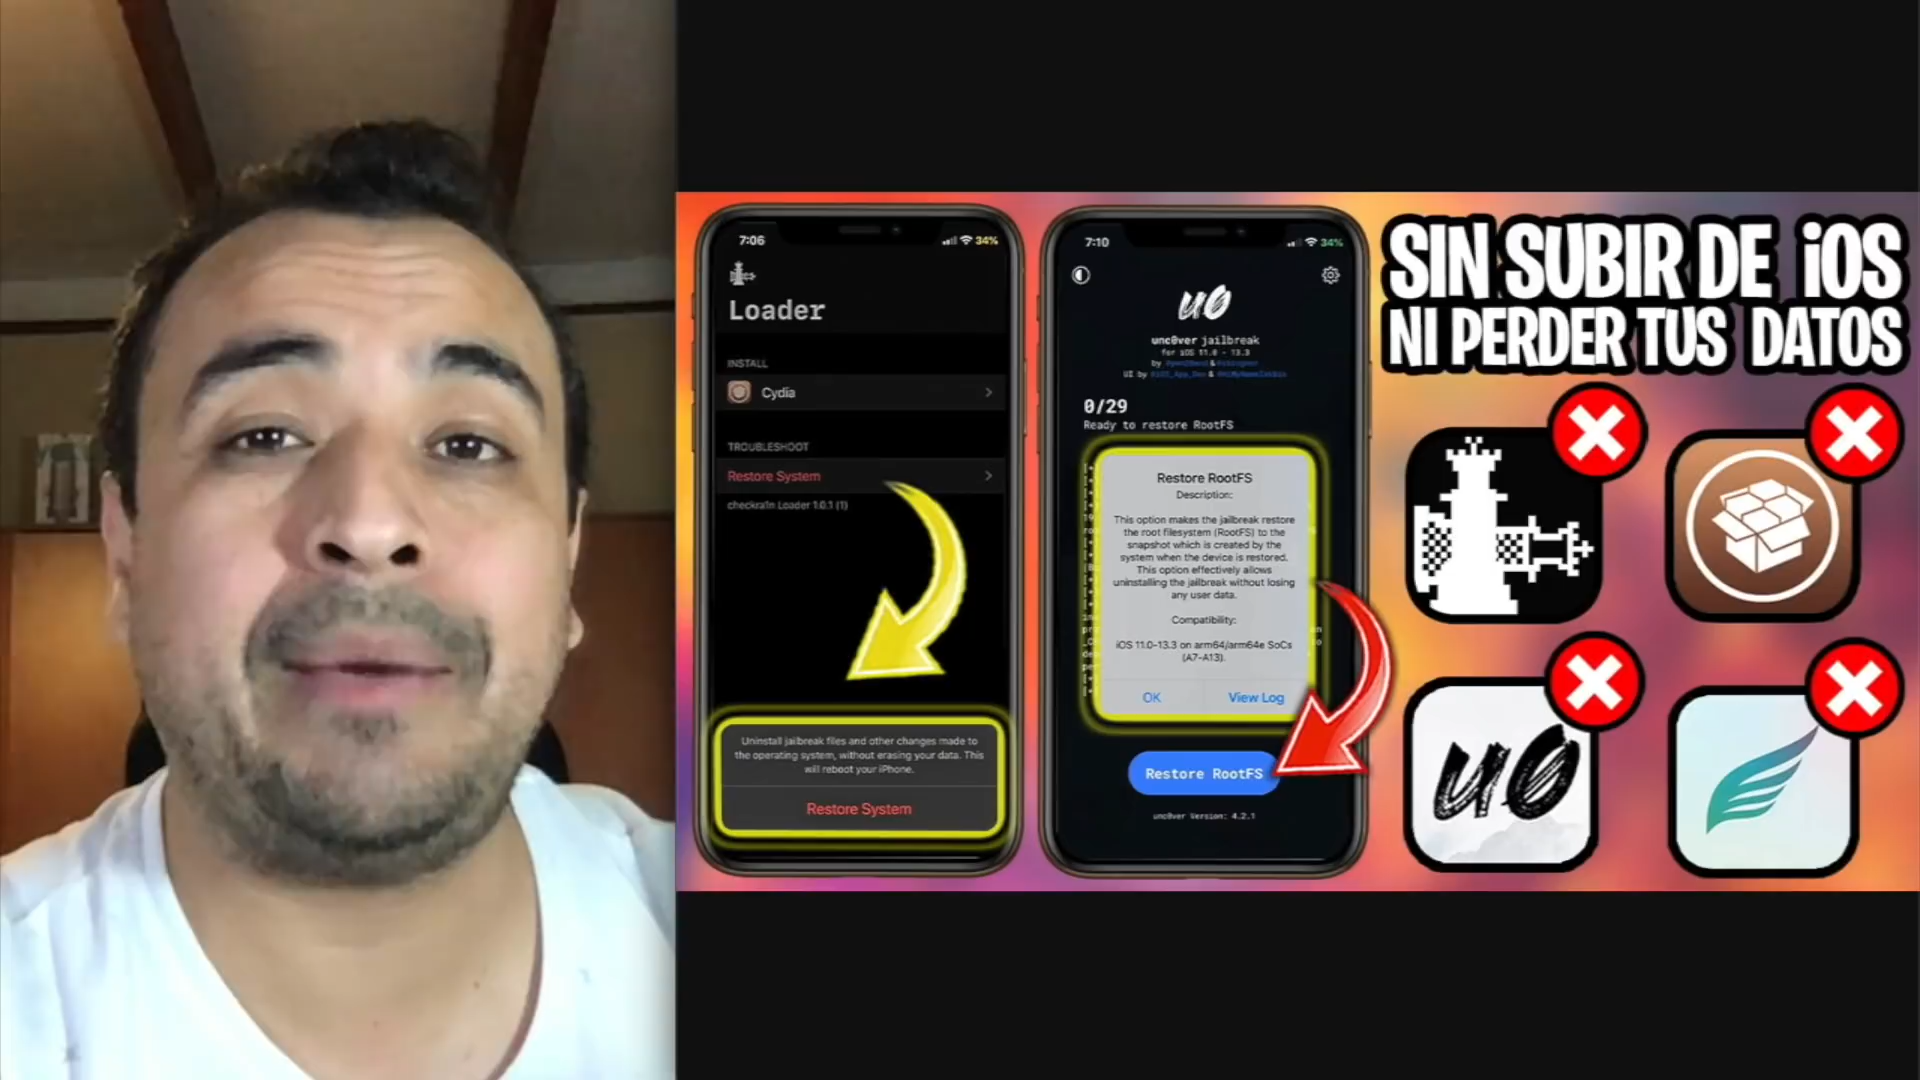 7:06
34%
Loader
INSTALL
Cydia
TROUBLESHOOT
Restore System
checkra1n Loader 1.0.1 (1)
Uninstall jailbreak files and other changes made to
the operating system, without erasing your data. This
will reboot your iPhone.
Restore System
7:10
34%
u0
unc0ver jailbreak
for iOS 11.0 - 13.3
UI by
0/29
Ready to restore RootFS
Restore RootFS
Description:
This option makes the jailbreak restore
the root filesystem (RootFS) to the
snapshot which is created by the
system when the device is restored.
This option effectively allows
uninstalling the jailbreak without losing
any user data.
Compatibility:
iOS 11.0-13.3 on arm64/arm64e SoCs
(A7-A13).
OK
View Log
Restore RootFS
unc0ver Version: 4.2.1
SIN SUBIR DE iOS
NI PERDER TUS DATOS
u0